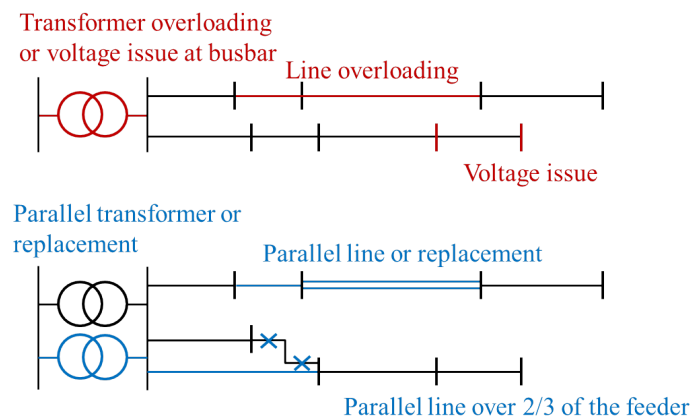 Transformer overloading
or voltage issue at busbar
Line overloading
Voltage issue
Parallel transformer or
replacement
Parallel line or replacement
Parallel line over 2/3 of the feeder